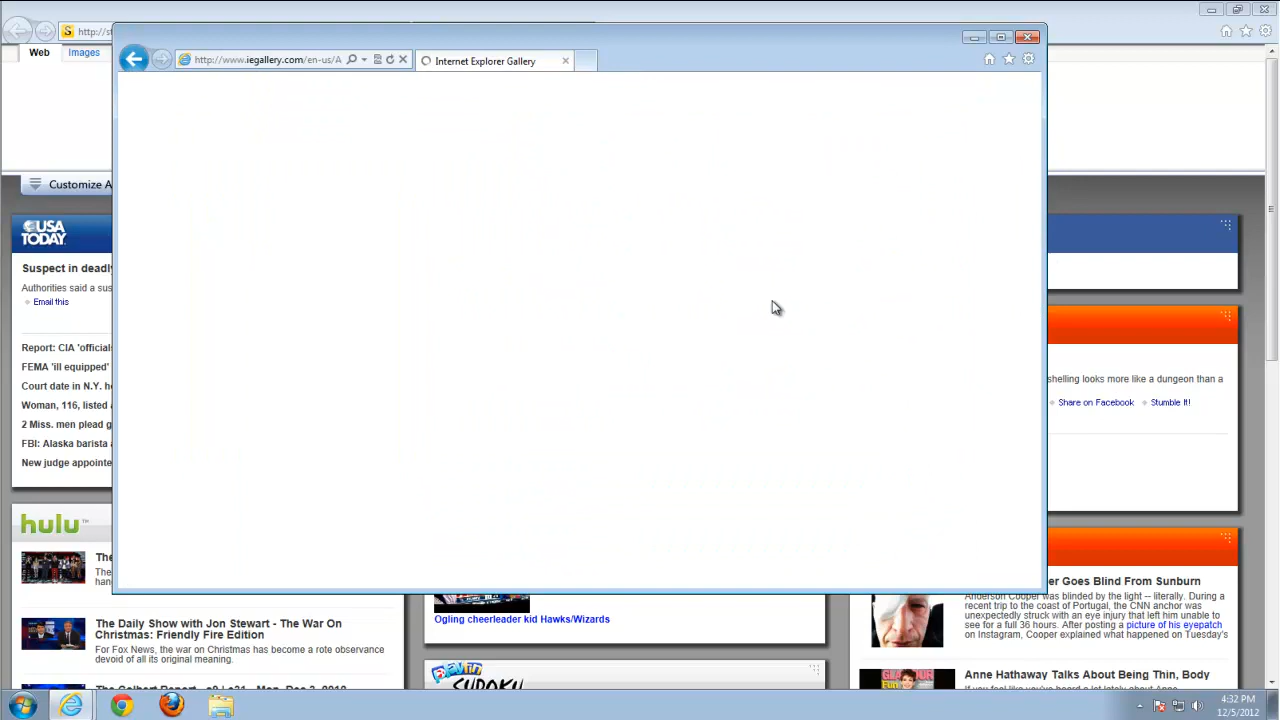 http://st
http://www.iegallery.com/en-us/A
Internet Explorer Gallery
Web
Images
Customize A
USA
TODAY
Suspect in deadly
Authorities said a sus
Email this
Report: CIA 'officials
FEMA 'ill equipped'
Court date in N.Y. h
Woman, 116, listed a
2 Miss. men plead g
FBI: Alaska barista a
New judge appointe
shelling looks more like a dungeon than a
Share on Facebook
Stumble It!
hulu
The
The
hand
The Daily Show with Jon Stewart - The War On
Christmas: Friendly Fire Edition
For Fox News, the war on Christmas has become a rote observance
devoid of all its original meaning.
Ogling cheerleader kid Hawks/Wizards
SUDOKU
er Goes Blind From Sunburn
Anderson Cooper was blinded by the light -- literally. During a
recent trip to the coast of Portugal, the CNN anchor was
unexpectedly struck with an eye injury that left him unable to
see for a full 36 hours. After posting a picture of his eyepatch
on Instagram, Cooper explained what happened on Tuesday's
Anne Hathaway Talks About Being Thin, Body
4:32 PM
12/5/2012